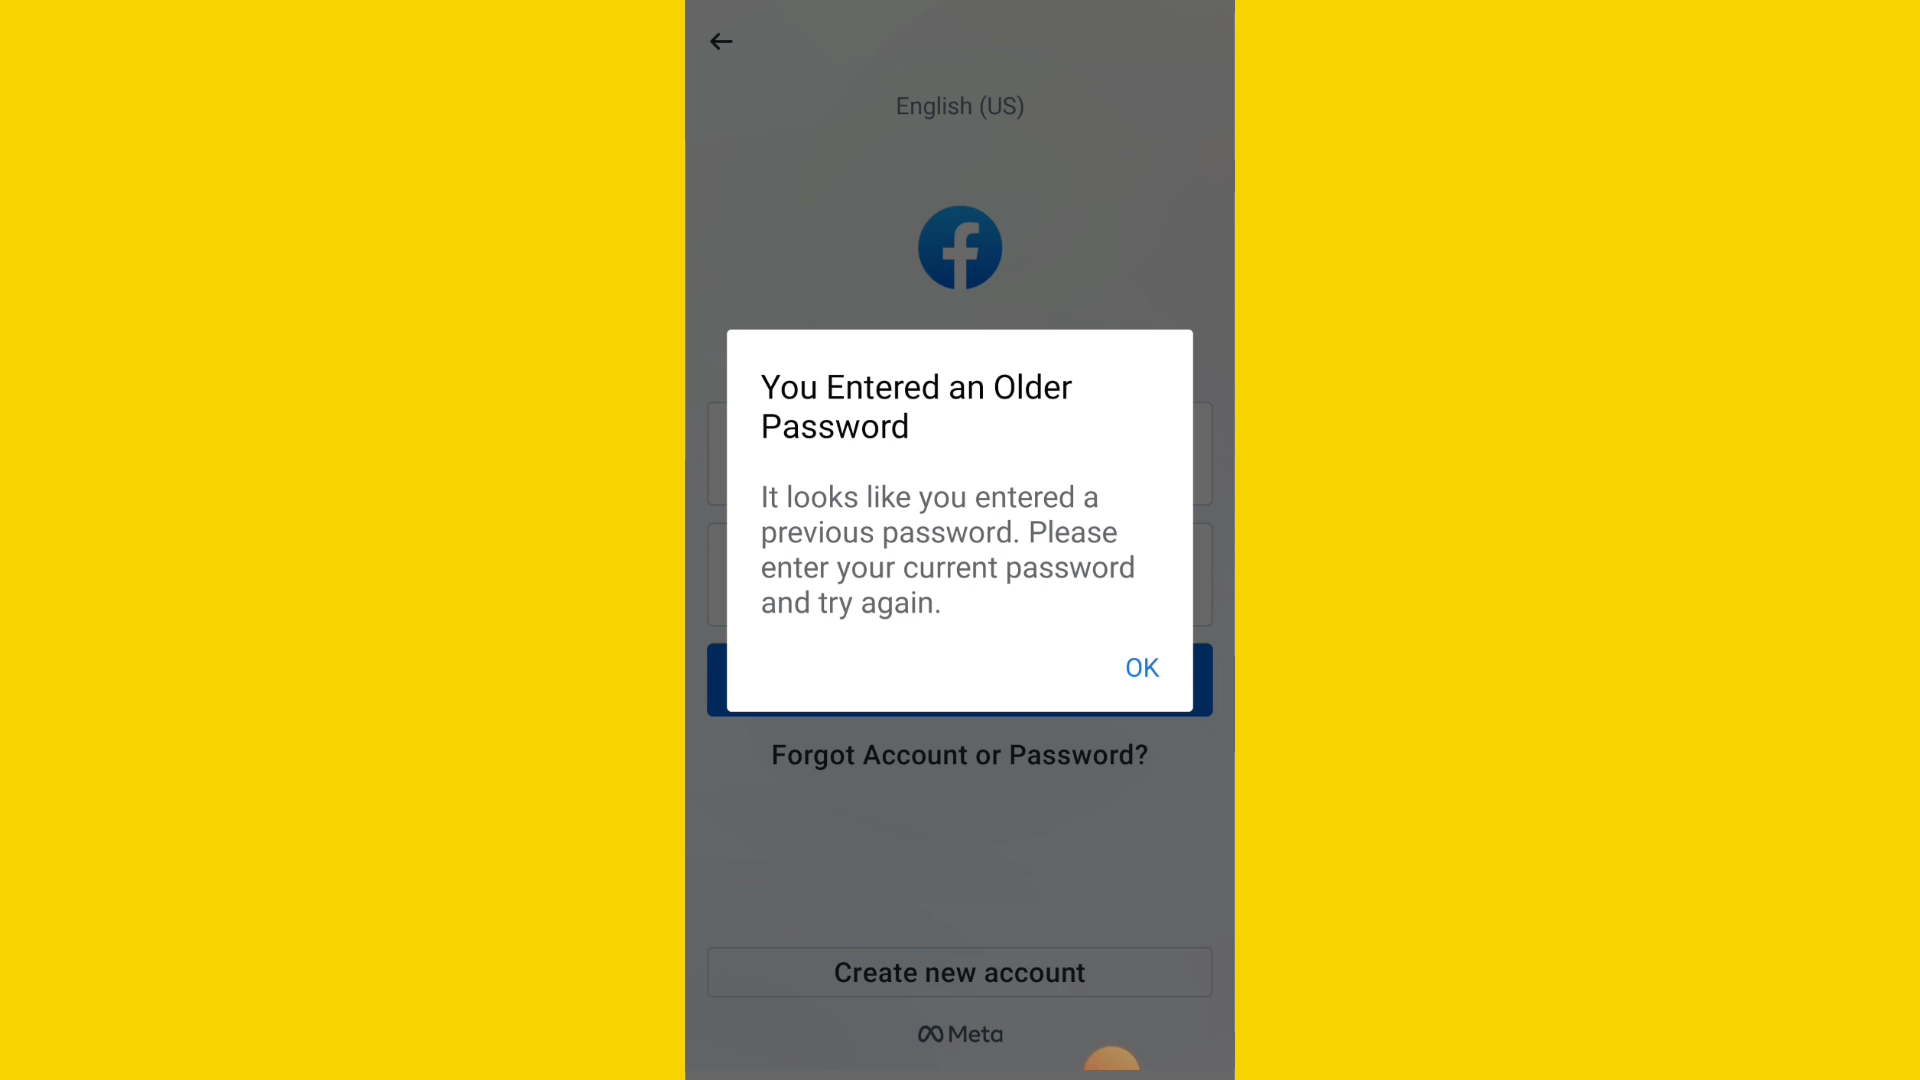 English (US)
You Entered an Older
Password
It looks like you entered a
previous password. Please
enter your current password
and try again.
OK
Forgot Account or Password?
Create new account
Meta